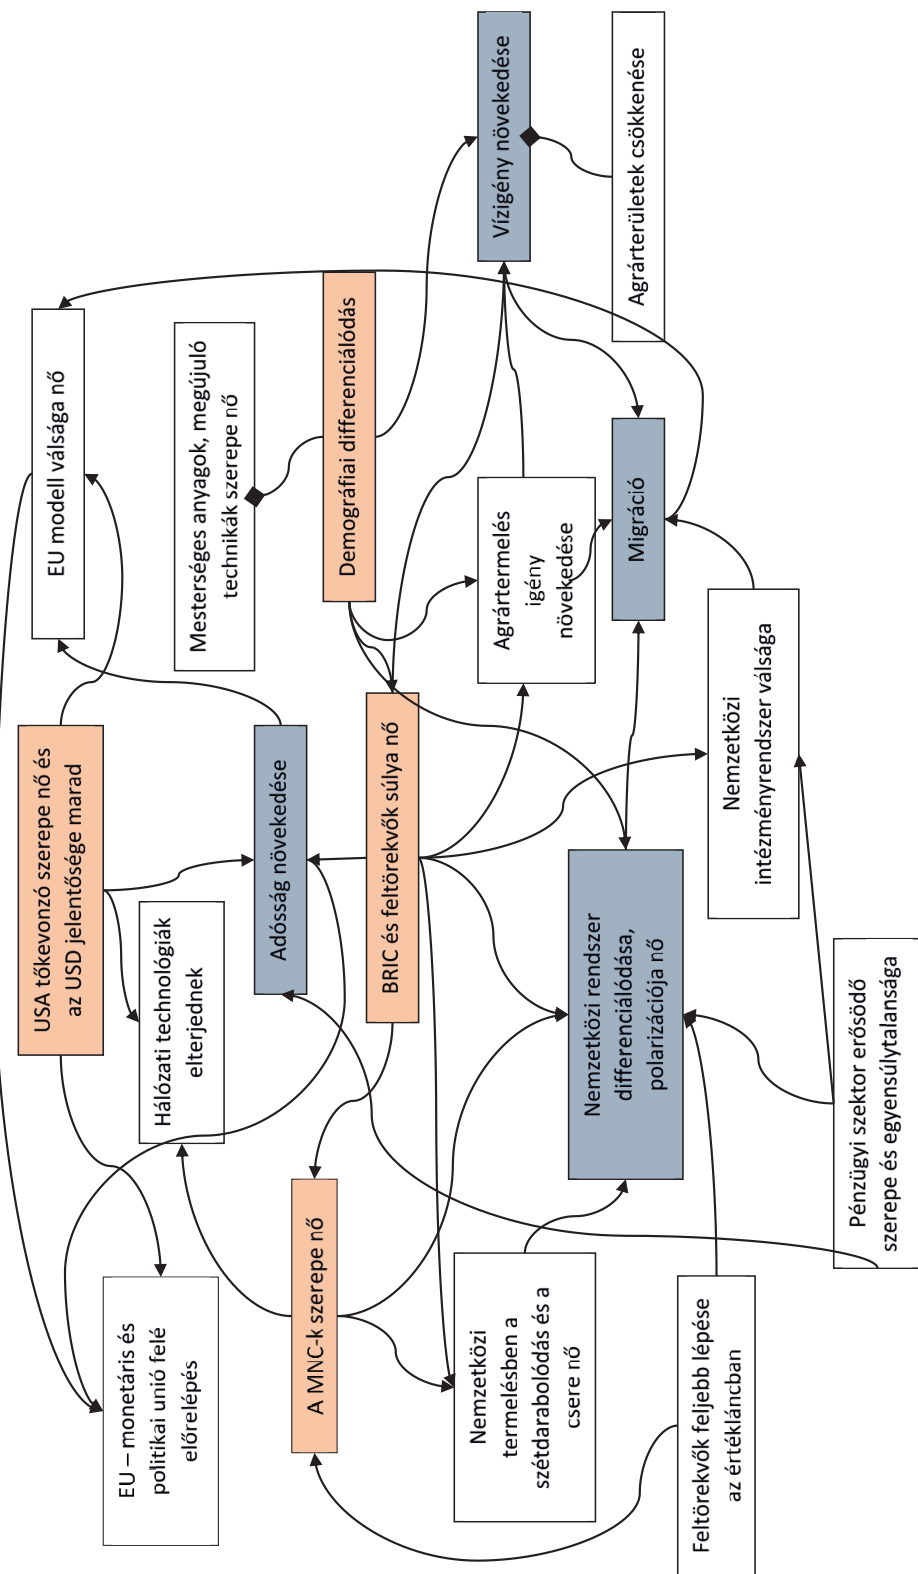 USA tőkevonzó szerepe nő és
az USD jelentősége marad
EU modell válsága nő
EU – monetáris és
politikai unió felé
előrelépés
Hálózati technológiák
elterjednek
Mesterséges anyagok, megújuló
technikák szerepe nő
Adósság növekedése
A MNC-k szerepe nő
Demográfiai differenciálódás
BRIC és feltörekvők súlya nő
Nemzetközi
termelésben a
szétdarabolódás és a
csere nő
Agrártermelés
igény
növekedése
Vízigény növekedése
Nemzetközi rendszer
differenciálódása,
polarizációja nő
Migráció
Agrárterületek csökkenése
Feltörekvők feljebb lépése
az értékláncban
Nemzetközi
intézményrendszer válsága
Pénzügyi szektor erősödő
szerepe és egyensúlytalansága